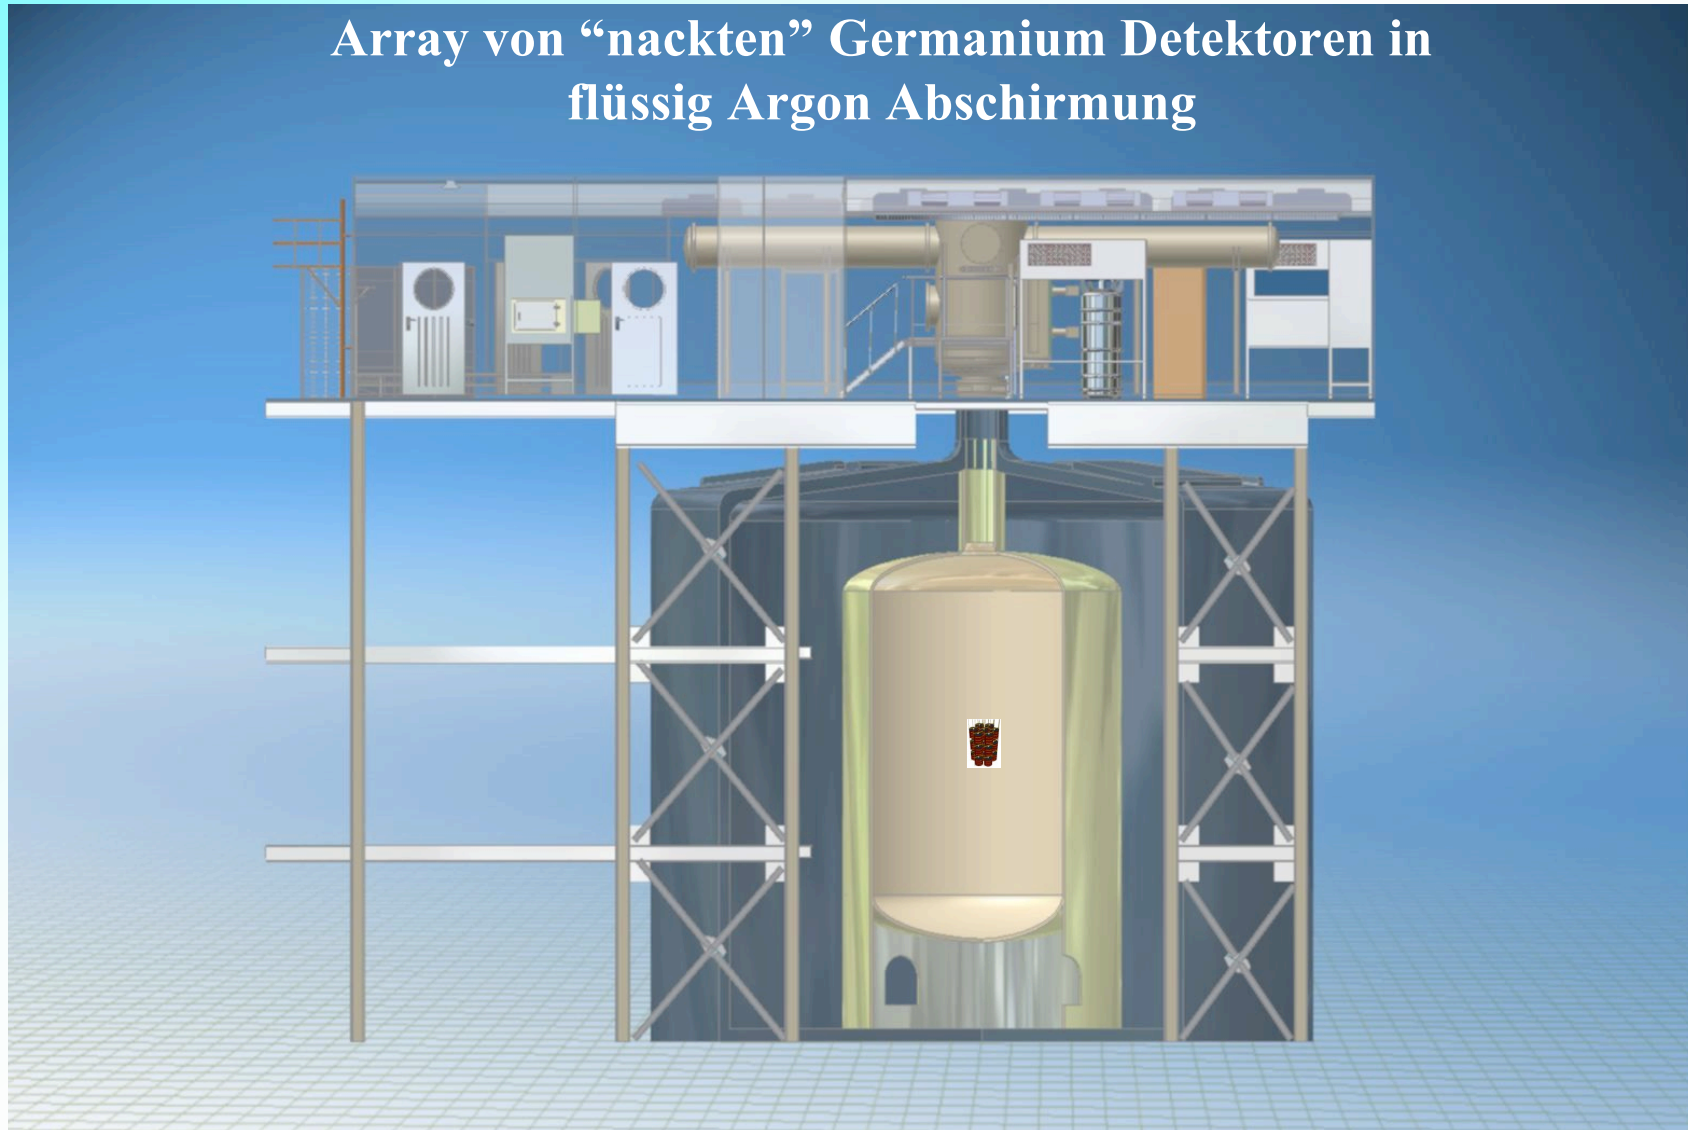 Array von “nackten” Germanium Detektoren in
flüssig Argon Abschirmung